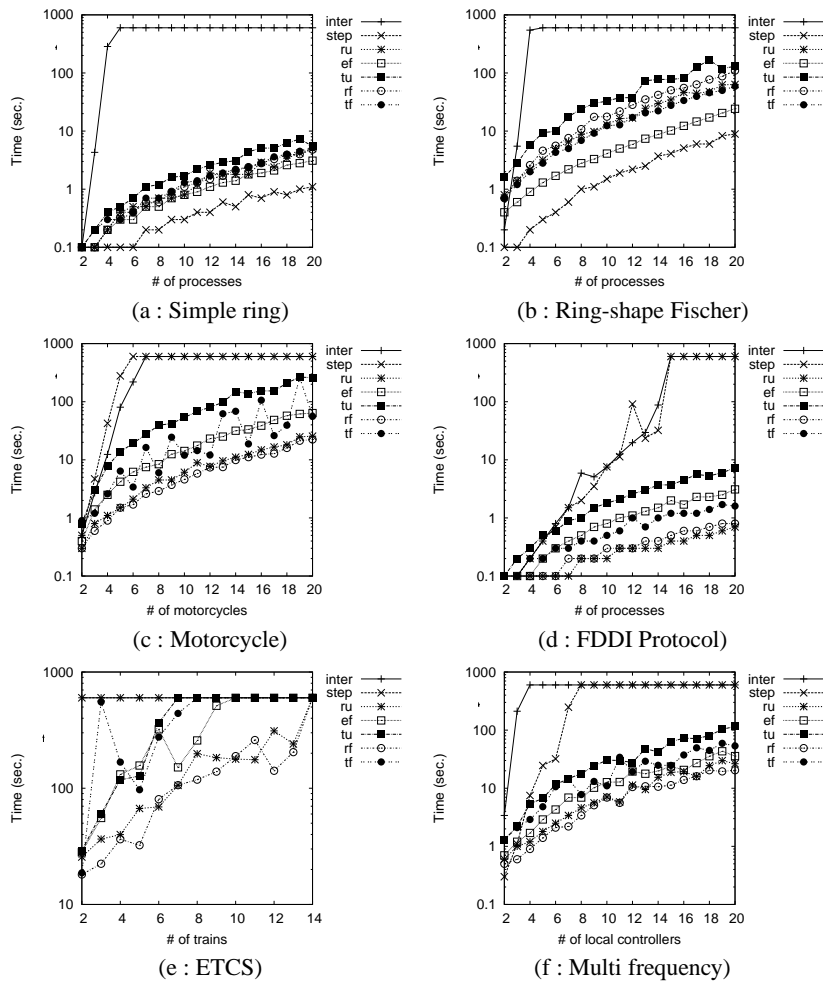 1000
100
10
1
0.1
Time (sec.)
2 4 6 8 10 12 14 16 18 20
# of processes
inter
step
ru
ef
tu
rf
tf
(a : Simple ring)
1000
100
10
1
0.1
Time (sec.)
2 4 6 8 10 12 14 16 18 20
# of processes
inter
step
ru
ef
tu
rf
tf
(b : Ring-shape Fischer)
1000
100
10
1
0.1
Time (sec.)
2 4 6 8 10 12 14 16 18 20
# of motorcycles
inter
step
ru
ef
tu
rf
tf
(c : Motorcycle)
1000
100
10
1
0.1
Time (sec.)
2 4 6 8 10 12 14 16 18 20
# of processes
inter
step
ru
ef
tu
rf
tf
(d : FDDI Protocol)
1000
100
10
Time (sec.)
2 4 6 8 10 12 14
# of trains
inter
step
ru
ef
tu
rf
tf
(e : ETCS)
1000
100
10
1
0.1
Time (sec.)
2 4 6 8 10 12 14 16 18 20
# of local controllers
inter
step
ru
ef
tu
rf
tf
(f : Multi frequency)